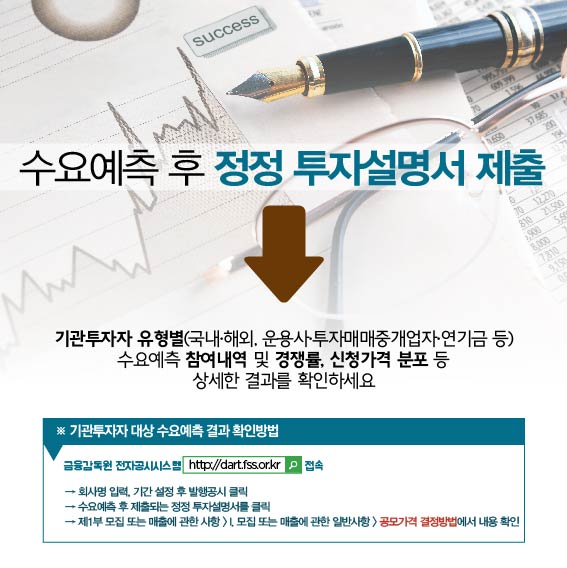 success
수요예측 후 정정 투자설명서 제출
기관투자자 유형별(국내·해외, 운용사·투자매매중개업자·연기금 등)
수요예측 참여내역 및 경쟁률, 신청가격 분포 등
상세한 결과를 확인하세요
※ 기관투자자 대상 수요예측 결과 확인방법
금융감독원 전자공시시스템 http://dart.fss.or.kr 접속
→ 회사명 입력, 기간 설정 후 발행공시 클릭
→ 수요예측 후 제출되는 정정 투자설명서를 클릭
→ 제1부 모집 또는 매출에 관한 사항 > I. 모집 또는 매출에 관한 일반사항 > 공모가격 결정방법에서 내용 확인